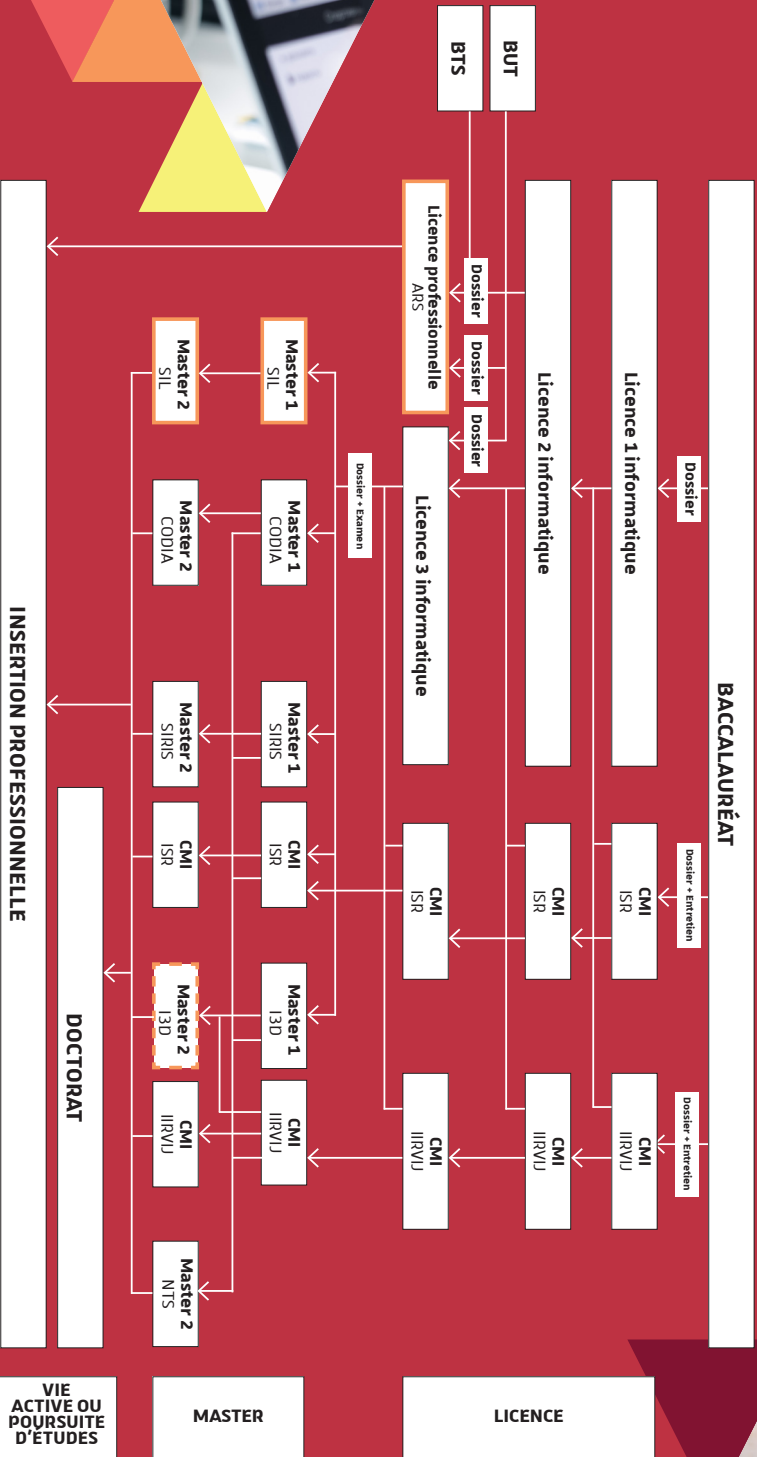 BACCALAURÉAT
Dossier
Dossier + Entretien
Dossier + Entretien
Licence 1 informatique
CMI
ISR
CMI
IIRVIJ
Licence 2 informatique
CMI
ISR
CMI
IIRVIJ
BUT
BTS
Dossier
Dossier
Dossier
Licence professionnelle
ARS
Licence 3 informatique
CMI
ISR
CMI
IIRVIJ
LICENCE
Dossier + Examen
Master 1
SIL
Master 1
CODIA
Master 1
SIRIS
CMI
ISR
Master 1
I3D
CMI
IIRVIJ
Master 2
SIL
Master 2
CODIA
Master 2
SIRIS
CMI
ISR
Master 2
I3D
CMI
IIRVIJ
Master 2
NTS
MASTER
DOCTORAT
INSERTION PROFESSIONNELLE
VIE
ACTIVE OU
POURSUITE
D'ÉTUDES